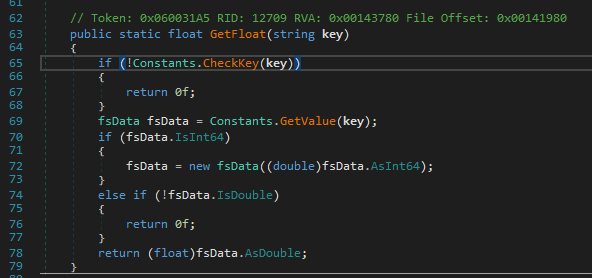 61
62 // Token: 0x060031A5 RID: 12709 RVA: 0x00143780 File Offset: 0x00141980
63 public static float GetFloat(string key)
64 {
65 if (!Constants.CheckKey(key))
66 {
67 return 0f;
68 }
69 fsData fsData = Constants.GetValue(key);
70 if (fsData.IsInt64)
71 {
72 fsData = new fsData((double)fsData.AsInt64);
73 }
74 else if (!fsData.IsDouble)
75 {
76 return 0f;
77 }
78 return (float)fsData.AsDouble;
79 }